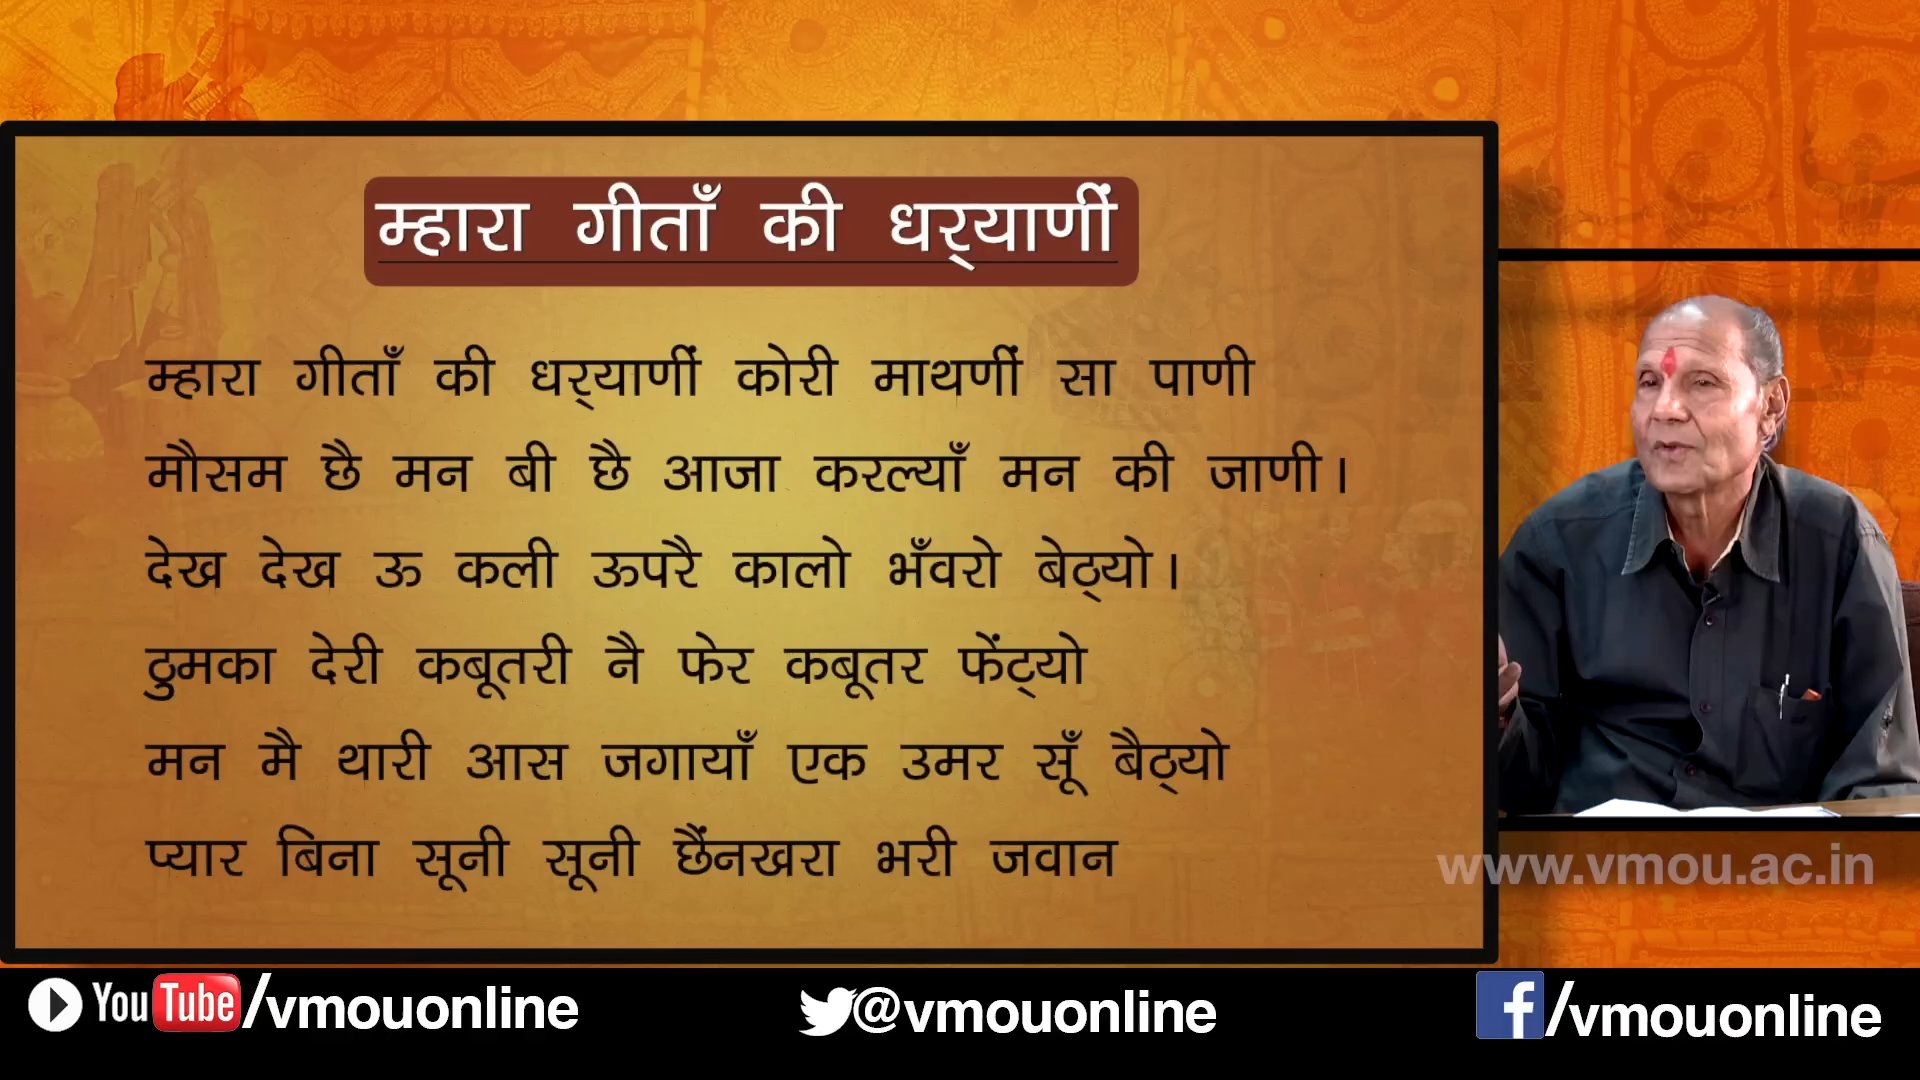 म्हारा गीताँ की धर्‌याणीं
म्हारा गीताँ की धर्‌याणीं कोरी माथणीं सा पाणी
मौसम छै मन बी छै आजा करल्याँ मन की जाणी।
देख देख ऊ कली ऊपरै कालो भँवरो बेठ्यो।
ठुमका देरी कबूतरी नै फेर कबूतर फेंट्यो
मन मै थारी आस जगायाँ एक उमर सूँ बैठ्यो
प्यार बिना सूनी सूनी छैंनखरा भरी जवान
www.vmou.ac.in
YouTube/vmouonline
@vmouonline
f/vmouonline